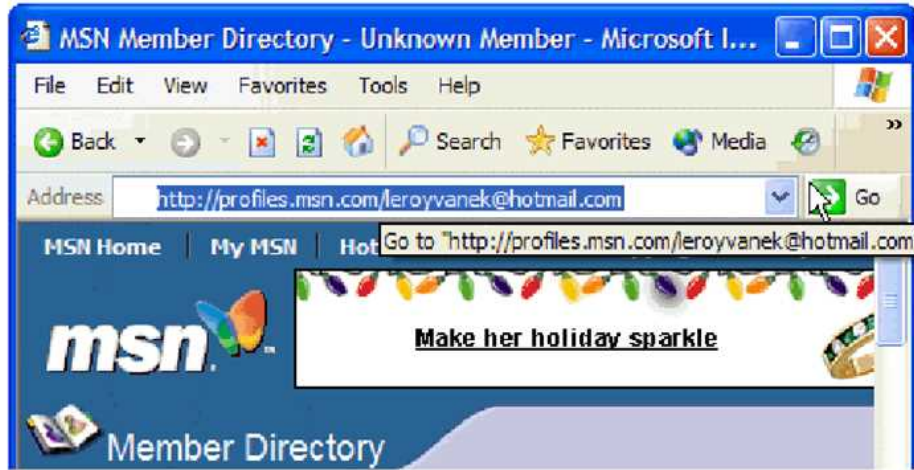 MSN Member Directory - Unknown Member - Microsoft I...
File Edit View Favorites Tools Help
Back Search Favorites Media »
Address http://profiles.msn.com/leroyvanek@hotmail.com Go
MSN Home | My MSN | Hot
Go to "http://profiles.msn.com/leroyvanek@hotmail.com
msn
Make her holiday sparkle
Member Directory